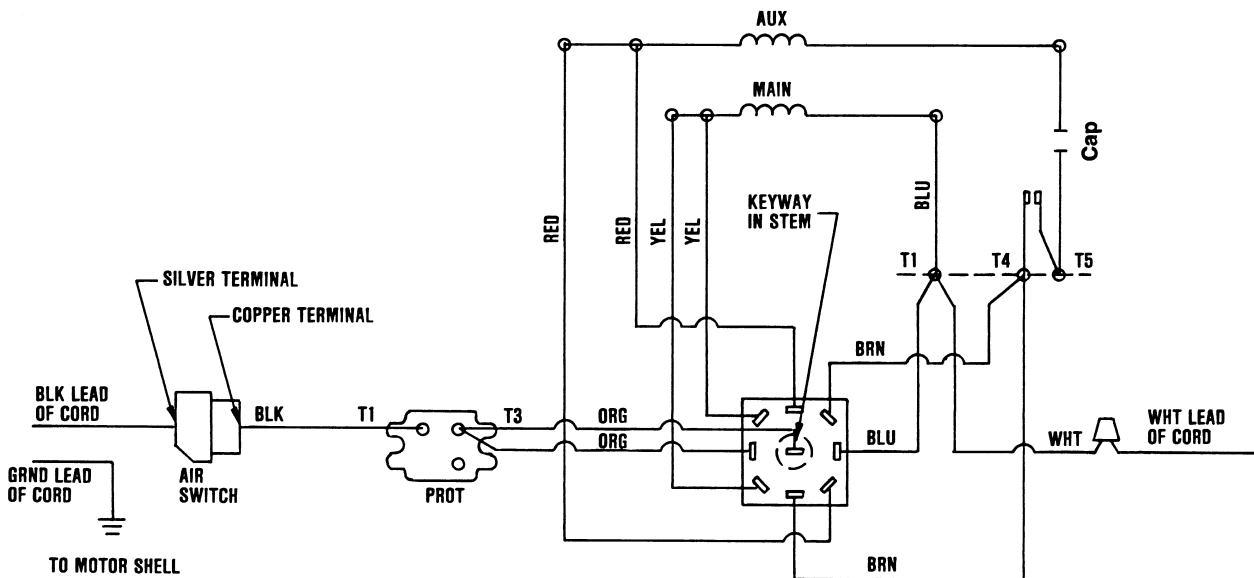 AUX
MAIN
Cap
KEYWAY
IN STEM
RED
RED
YEL
YEL
BLU
T1
T4
T5
SILVER TERMINAL
COPPER TERMINAL
BRN
BLK LEAD
OF CORD
BLK
T1
T3
ORG
ORG
BLU
WHT
WHT LEAD
OF CORD
GRND LEAD
OF CORD
AIR
SWITCH
PROT
TO MOTOR SHELL
BRN